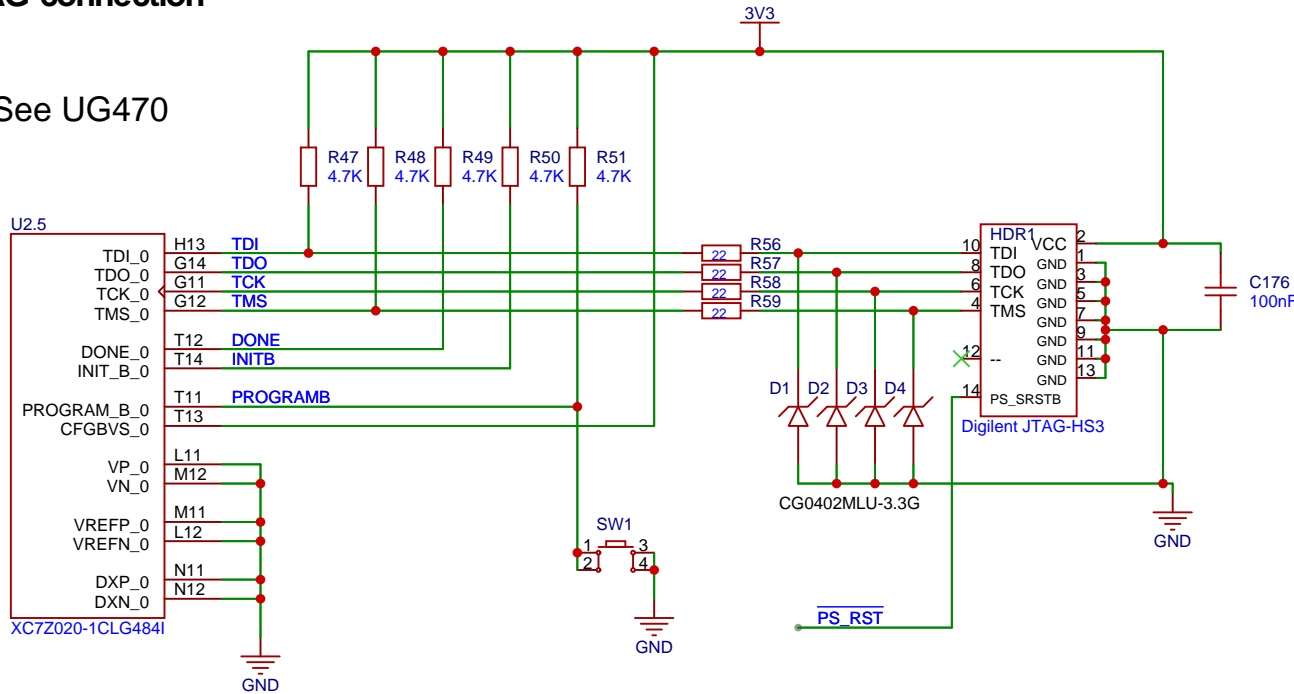 AG connection
3V3
See UG470
R47
4.7K
R48
4.7K
R49
4.7K
R50
4.7K
R51
4.7K
U2.5
TDI_0 H13 TDI
TDO_0 G14 TDO
TCK_0 G11 TCK
TMS_0 G12 TMS
DONE_0 T12 DONE
INIT_B_0 T14 INITB
PROGRAM_B_0 T11 PROGRAMB
CFGBVS_0 T13
VP_0 L11
VN_0 M12
VREFP_0 M11
VREFN_0 L12
DXP_0 N11
DXN_0 N12
XC7Z020-1CLG484I
GND
22 R56
22 R57
22 R58
22 R59
HDR1
10 TDI
8 TDO
6 TCK
4 TMS
12 --
14 PS_SRSTB
VCC 2
GND 1
GND 3
GND 5
GND 7
GND 9
GND 11
GND 13
Digilent JTAG-HS3
C176
100nF
D1 D2 D3 D4
CG0402MLU-3.3G
GND
SW1
1 3
2 4
GND
PS_RST